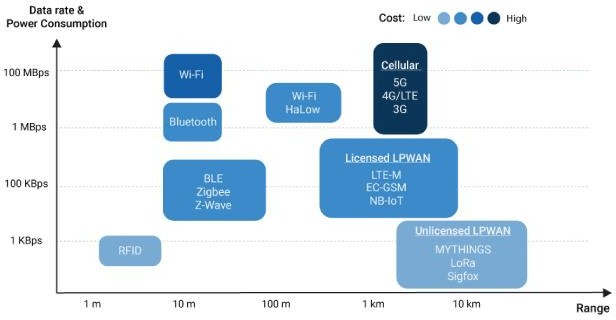 Data rate &
Power Consumption
Cost: Low High
100 MBps
1 MBps
100 KBps
1 KBps
Wi-Fi
Bluetooth
Wi-Fi
HaLow
Cellular
5G
4G/LTE
3G
BLE
Zigbee
Z-Wave
Licensed LPWAN
LTE-M
EC-GSM
NB-IoT
RFID
Unlicensed LPWAN
MYTHINGS
LoRa
Sigfox
1 m 10 m 100 m 1 km 10 km
Range